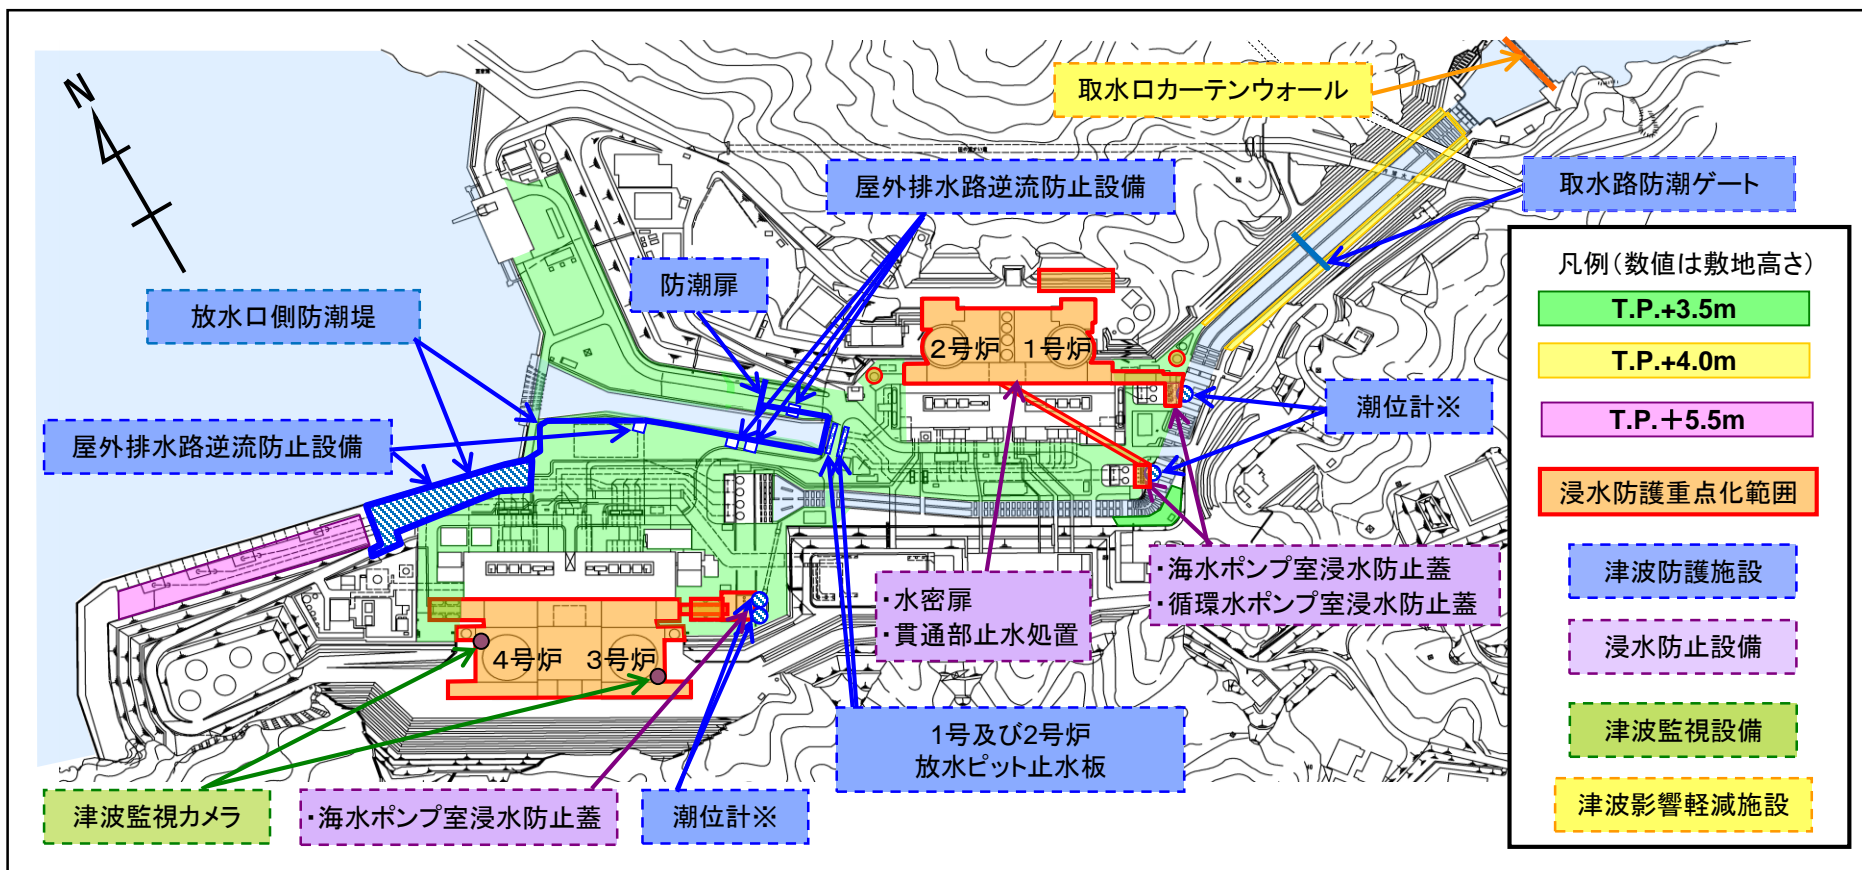 N
取水口カーテンウォール
屋外排水路逆流防止設備
取水路防潮ゲート
防潮扉
放水口側防潮堤
2号炉 1号炉
潮位計※
屋外排水路逆流防止設備
・水密扉
・貫通部止水処置
・海水ポンプ室浸水防止蓋
・循環水ポンプ室浸水防止蓋
4号炉 3号炉
1号及び2号炉
放水ピット止水板
津波監視カメラ
・海水ポンプ室浸水防止蓋
潮位計※
凡例(数値は敷地高さ)
T.P.+3.5m
T.P.+4.0m
T.P.+5.5m
浸水防護重点化範囲
津波防護施設
浸水防止設備
津波監視設備
津波影響軽減施設